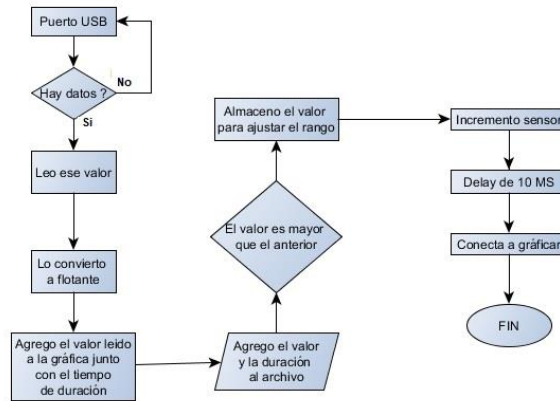 Puerto USB
Hay datos ?
No
Si
Leo ese valor
Lo convierto
a flotante
Agrego el valor leido
a la gráfica junto
con el tiempo
de duración
Agrego el valor
y la duración
al archivo
El valor es mayor
que el anterior
Almaceno el valor
para ajustar el rango
Incremento sensor
Delay de 10 MS
Conecta a gráficar
FIN